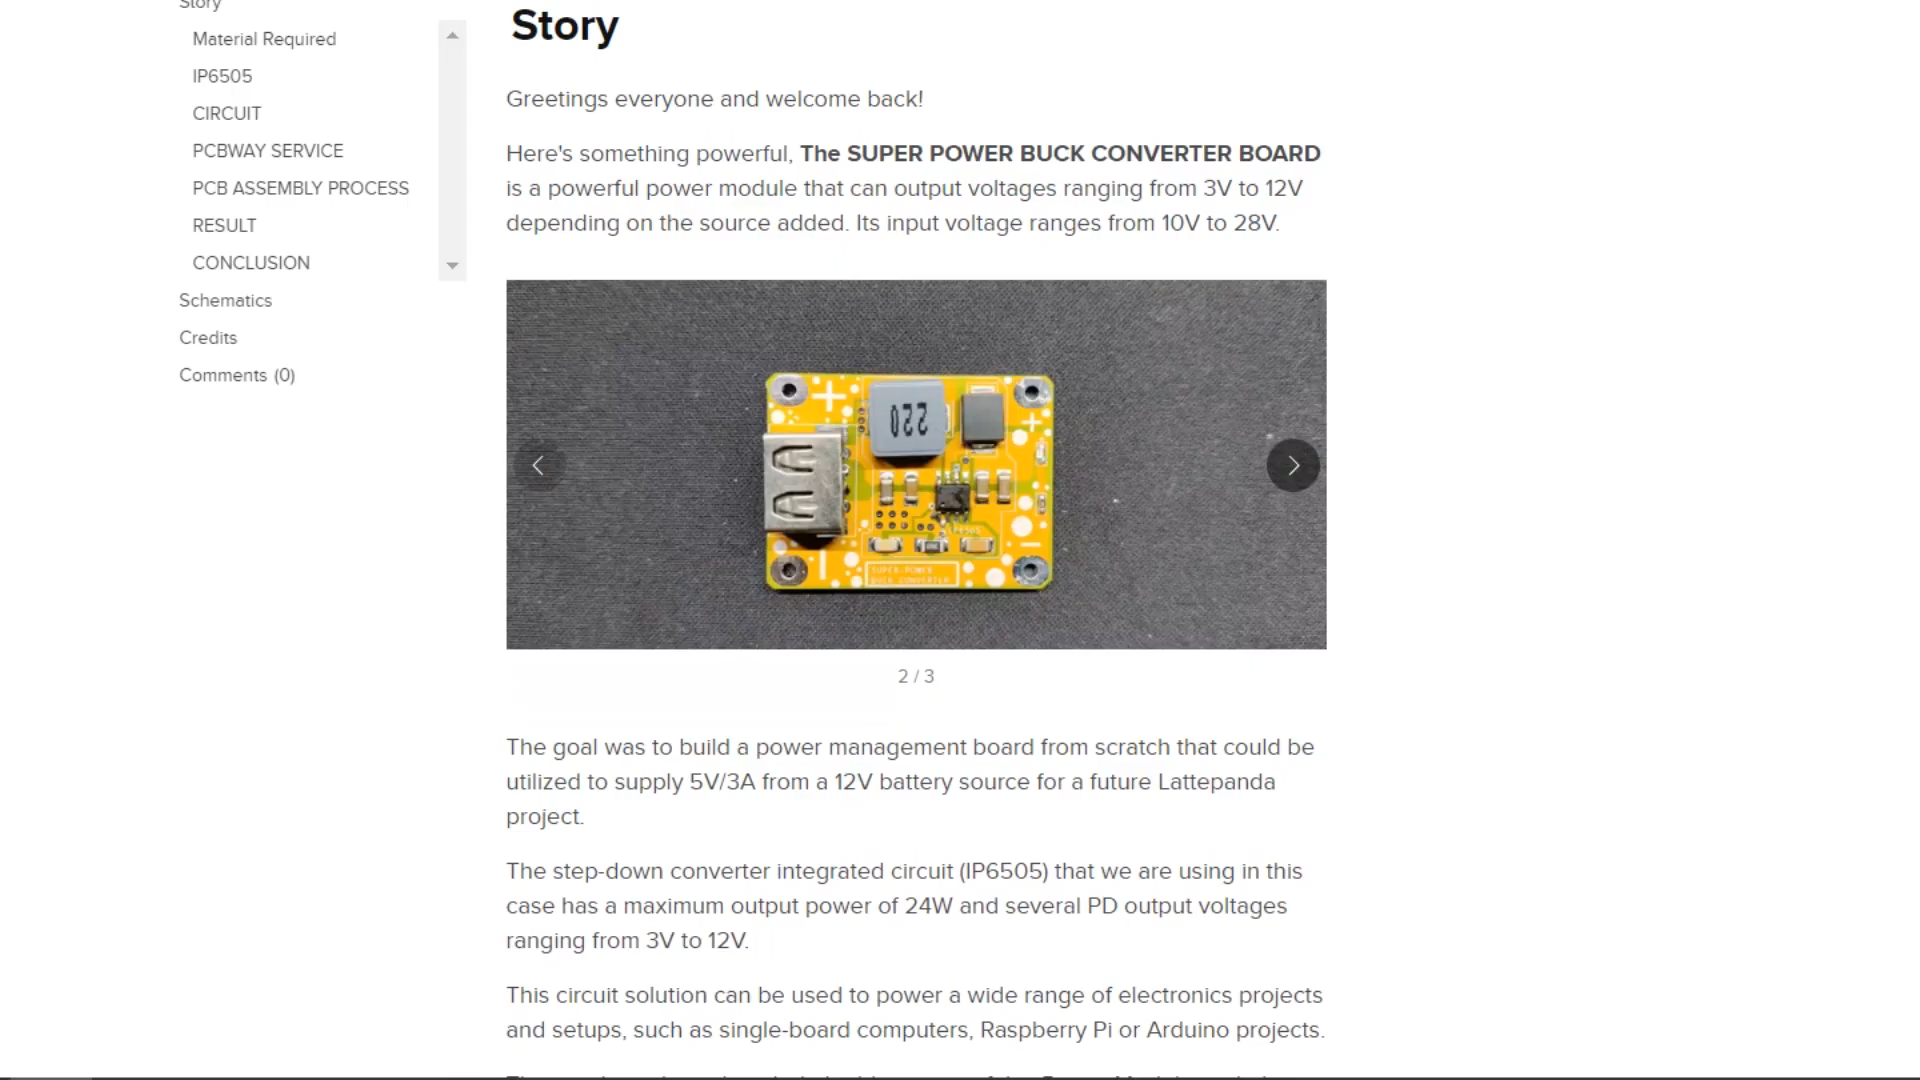 Story
Material Required
IP6505
CIRCUIT
PCBWAY SERVICE
PCB ASSEMBLY PROCESS
RESULT
CONCLUSION
Schematics
Credits
Comments (0)
Story
Greetings everyone and welcome back!
Here's something powerful, The SUPER POWER BUCK CONVERTER BOARD
is a powerful power module that can output voltages ranging from 3V to 12V
depending on the source added. Its input voltage ranges from 10V to 28V.
220
IP6505
SUPER-POWER
BUCK CONVERTER
2 / 3
The goal was to build a power management board from scratch that could be
utilized to supply 5V/3A from a 12V battery source for a future Lattepanda
project.
The step-down converter integrated circuit (IP6505) that we are using in this
case has a maximum output power of 24W and several PD output voltages
ranging from 3V to 12V.
This circuit solution can be used to power a wide range of electronics projects
and setups, such as single-board computers, Raspberry Pi or Arduino projects.